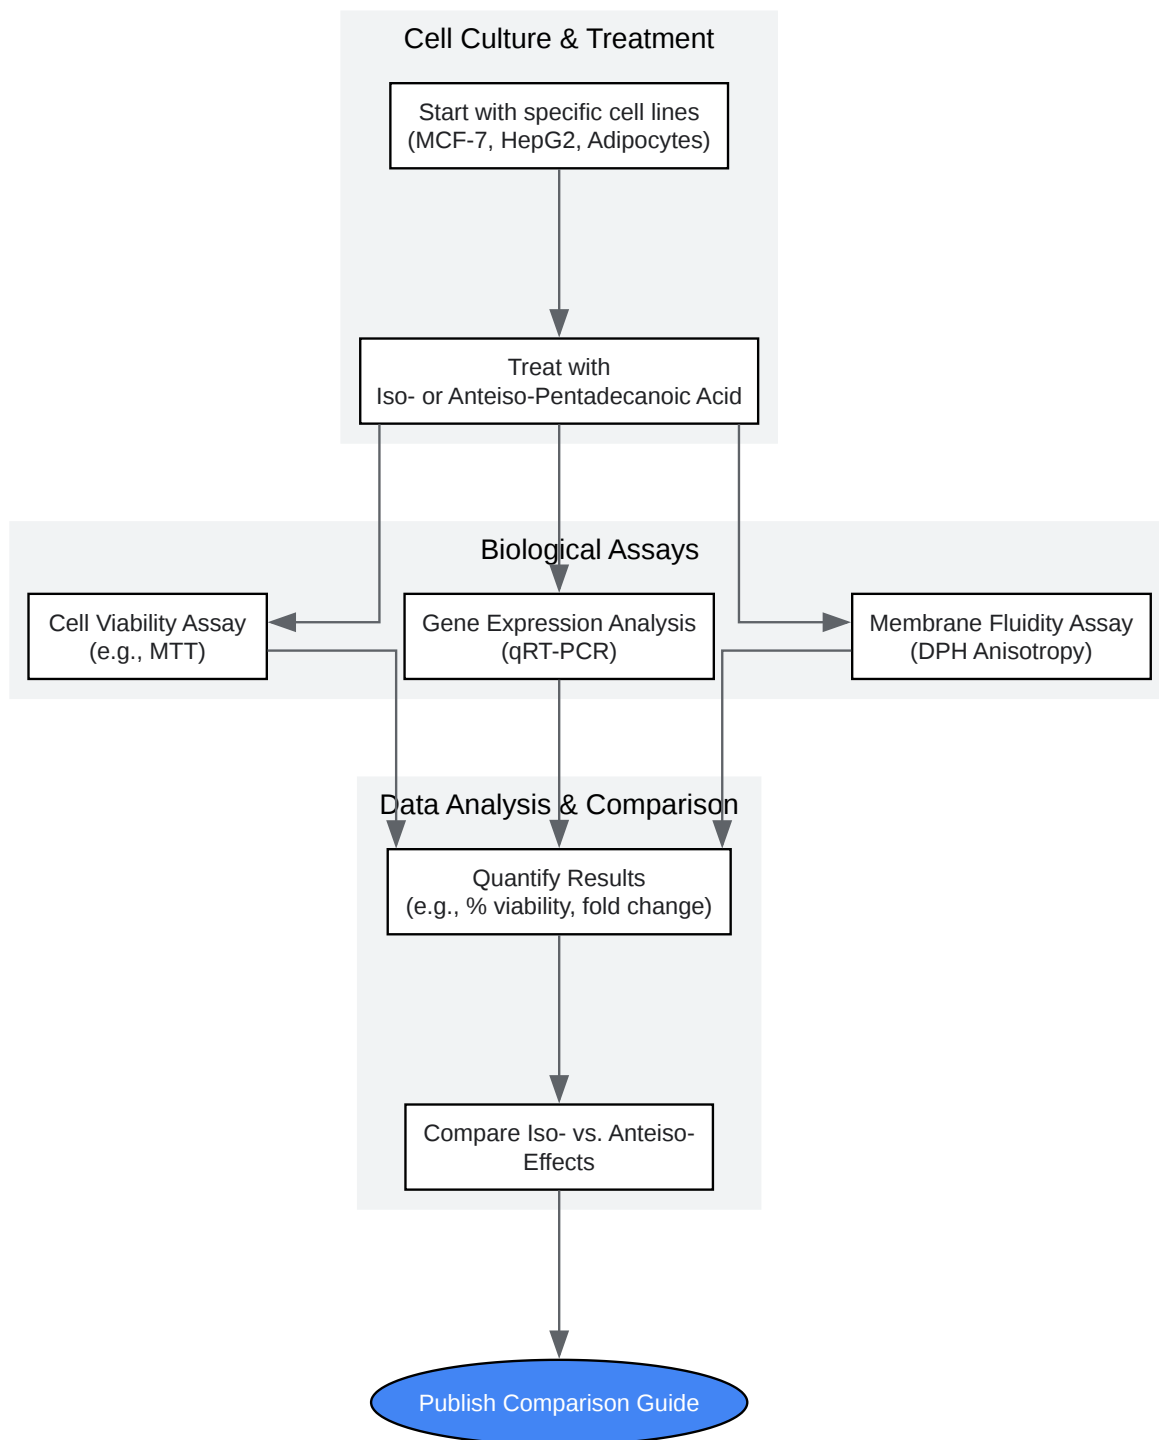 Cell Culture & Treatment
Start with specific cell lines
(MCF-7, HepG2, Adipocytes)
Treat with
Iso- or Anteiso-Pentadecanoic Acid
Biological Assays
Cell Viability Assay
(e.g., MTT)
Gene Expression Analysis
(qRT-PCR)
Membrane Fluidity Assay
(DPH Anisotropy)
Data Analysis & Comparison
Quantify Results
(e.g., % viability, fold change)
Compare Iso- vs. Anteiso-
Effects
Publish Comparison Guide